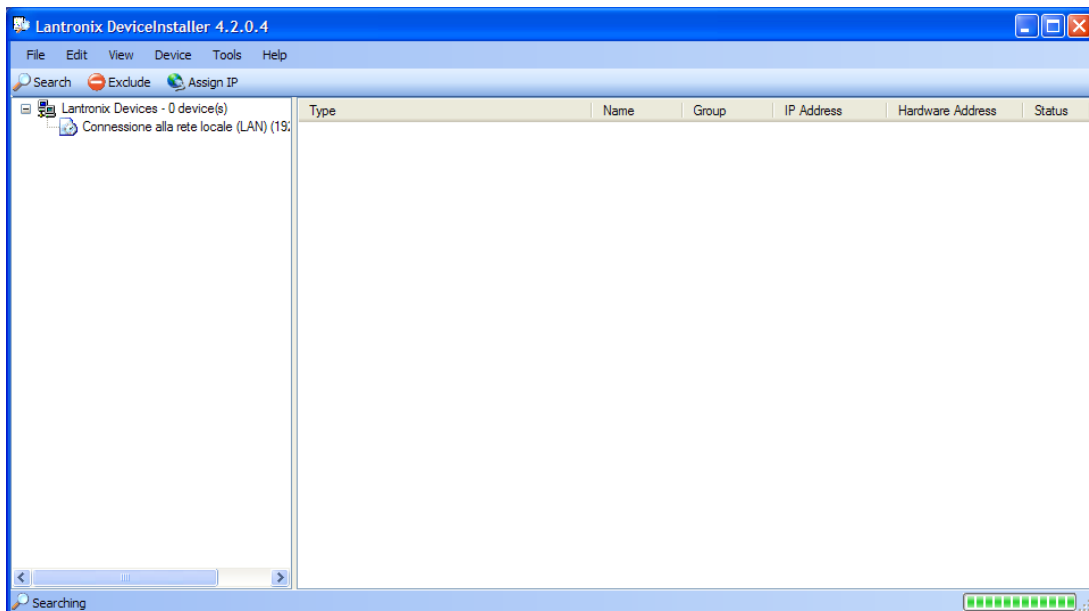 Lantronix DeviceInstaller 4.2.0.4
File Edit View Device Tools Help
Search Exclude Assign IP
Lantronix Devices - 0 device(s)
Connessione alla rete locale (LAN) (192
Type Name Group IP Address Hardware Address Status
Searching